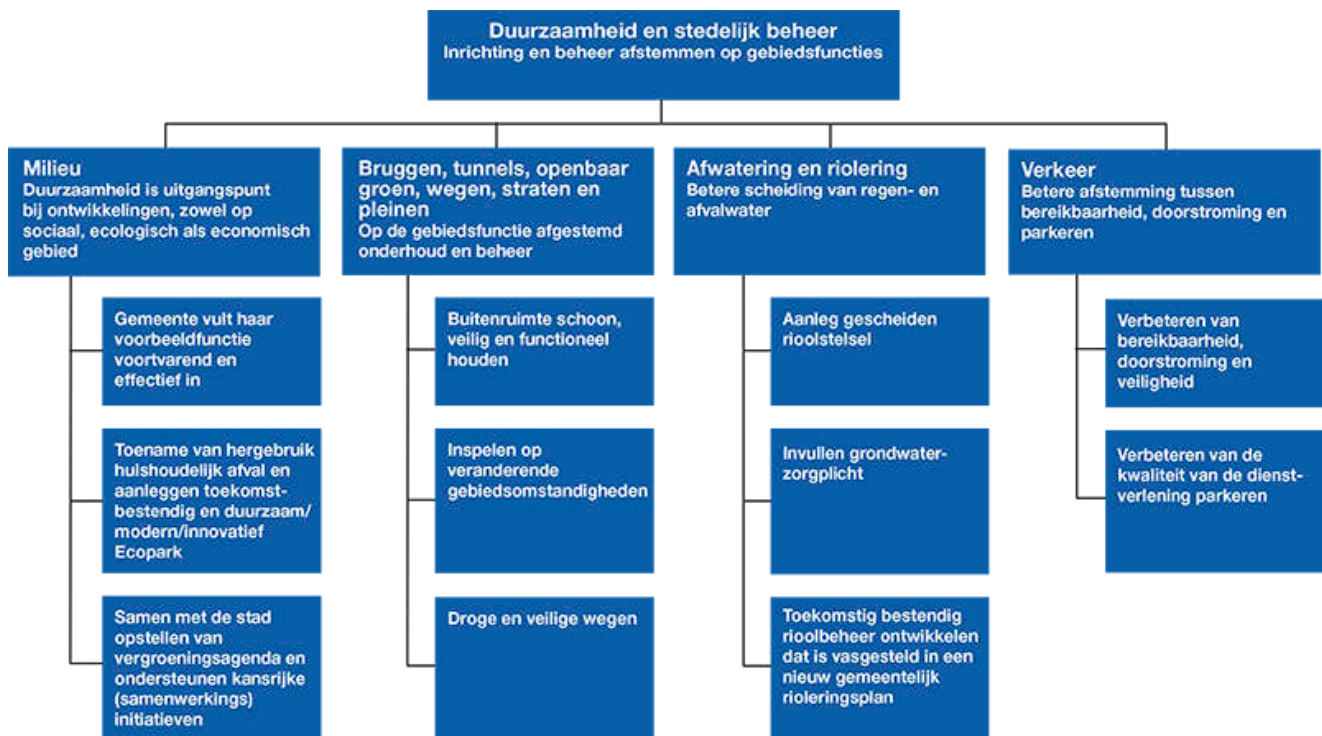 Duurzaamheid en stedelijk beheer
Inrichting en beheer afstemmen op gebiedsfuncties
Milieu
Duurzaamheid is uitgangspunt
bij ontwikkelingen, zowel op
sociaal, ecologisch als economisch
gebied
Gemeente vult haar
voorbeeldfunctie
voortvarend en
effectief in
Toename van hergebruik
huishoudelijk afval en
aanleggen toekomst-
bestendig en duurzaam/
modern/innovatief
Ecopark
Samen met de stad
opstellen van
vergroeningsagenda en
ondersteunen kansrijke
(samenwerkings)
initiatieven
Bruggen, tunnels, openbaar
groen, wegen, straten en
pleinen
Op de gebiedsfunctie afgestemd
onderhoud en beheer
Buitenruimte schoon,
veilig en functioneel
houden
Inspelen op
veranderende
gebiedsomstandigheden
Droge en veilige wegen
Afwatering en riolering
Betere scheiding van regen- en
afvalwater
Aanleg gescheiden
rioolstelsel
Invullen grondwater-
zorgplicht
Toekomstig bestendig
rioolbeheer ontwikkelen
dat is vasgesteld in een
nieuw gemeentelijk
rioleringsplan
Verkeer
Betere afstemming tussen
bereikbaarheid, doorstroming en
parkeren
Verbeteren van
bereikbaarheid,
doorstroming en
veiligheid
Verbeteren van de
kwaliteit van de dienst-
verlening parkeren